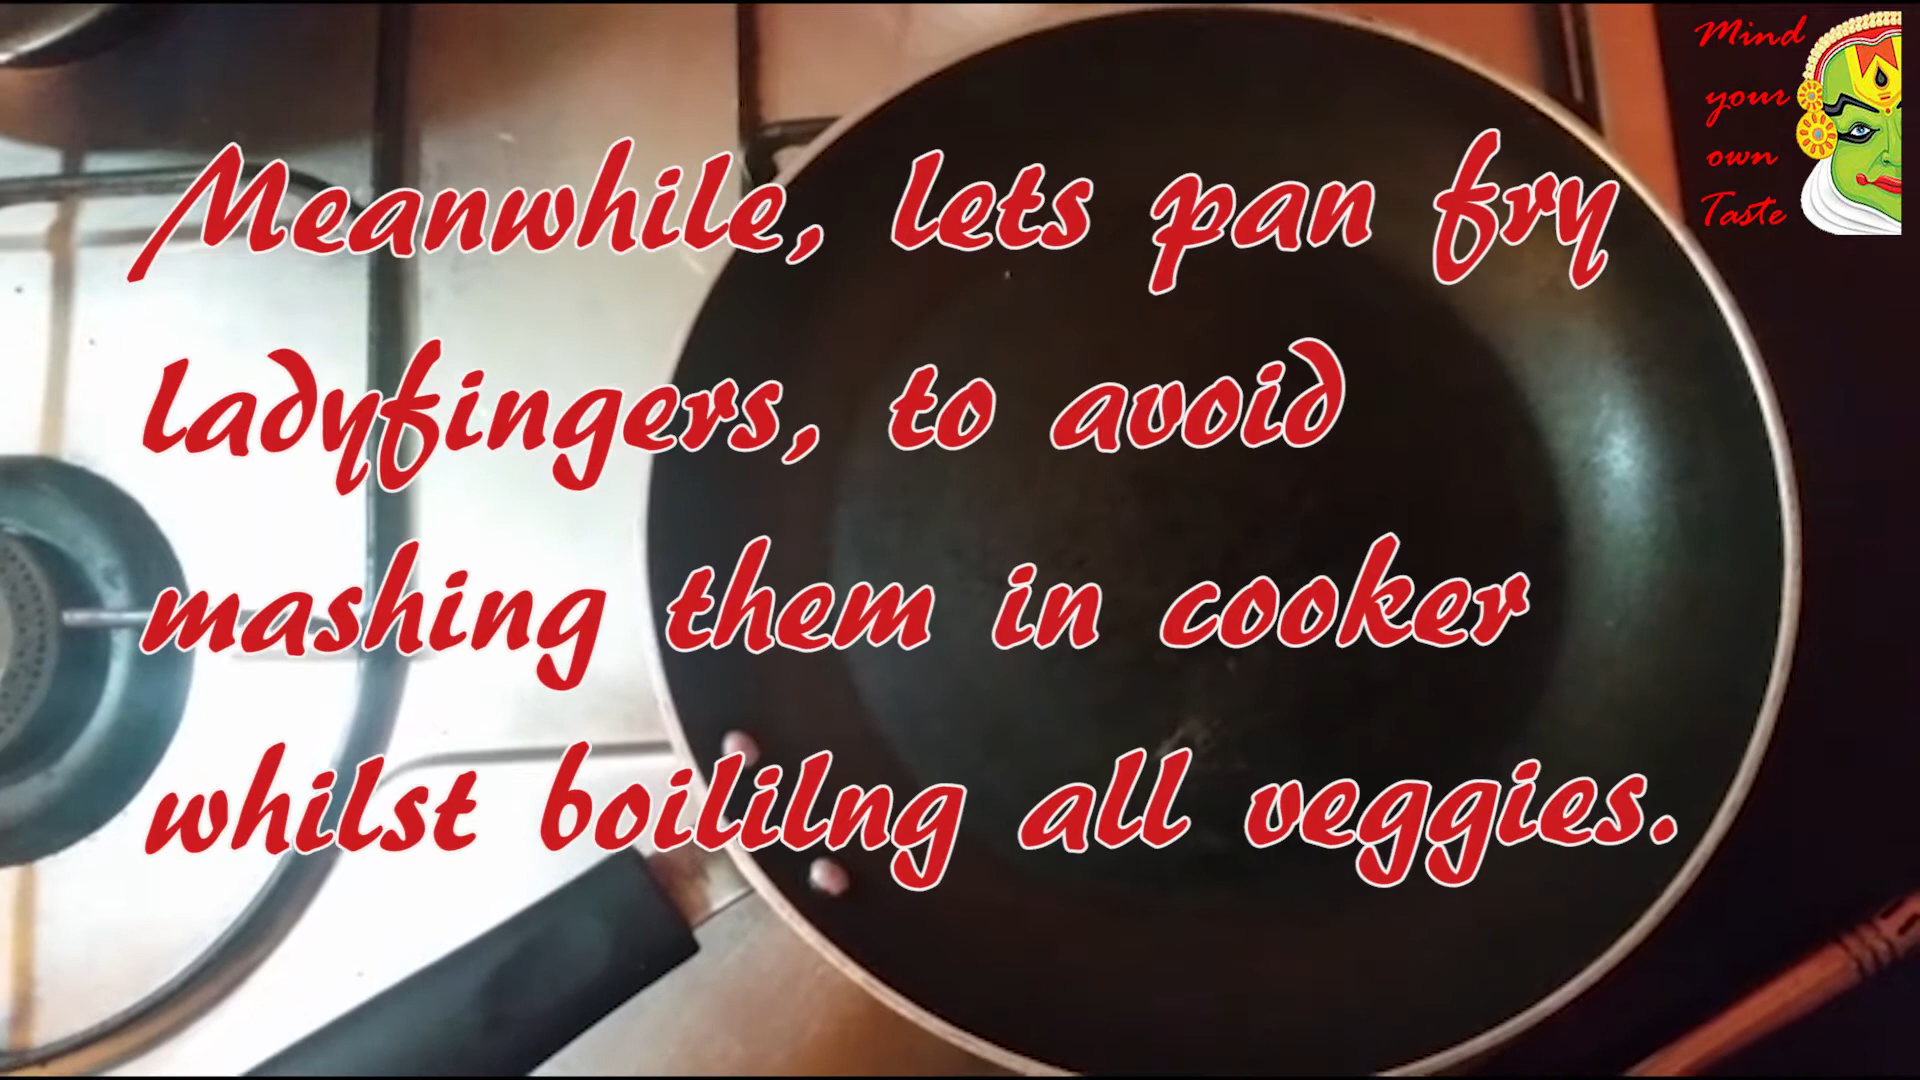 Meanwhile, lets pan fry
ladyfingers, to avoid
mashing them in cooker
whilst boililng all veggies.
Mind
your
own
Taste